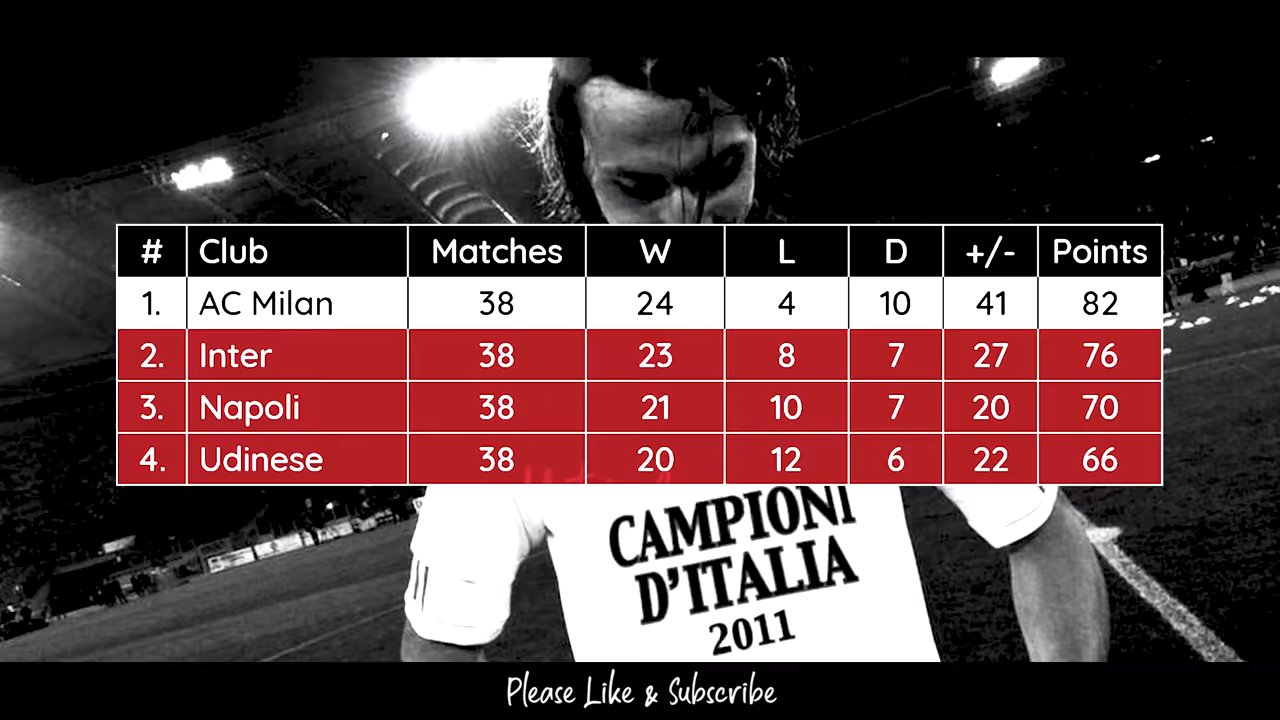 # Club Matches W L D +/- Points
1. AC Milan 38 24 4 10 41 82
2. Inter 38 23 8 7 27 76
3. Napoli 38 21 10 7 20 70
4. Udinese 38 20 12 6 22 66
CAMPIONI
D'ITALIA
2011
Please Like & Subscribe